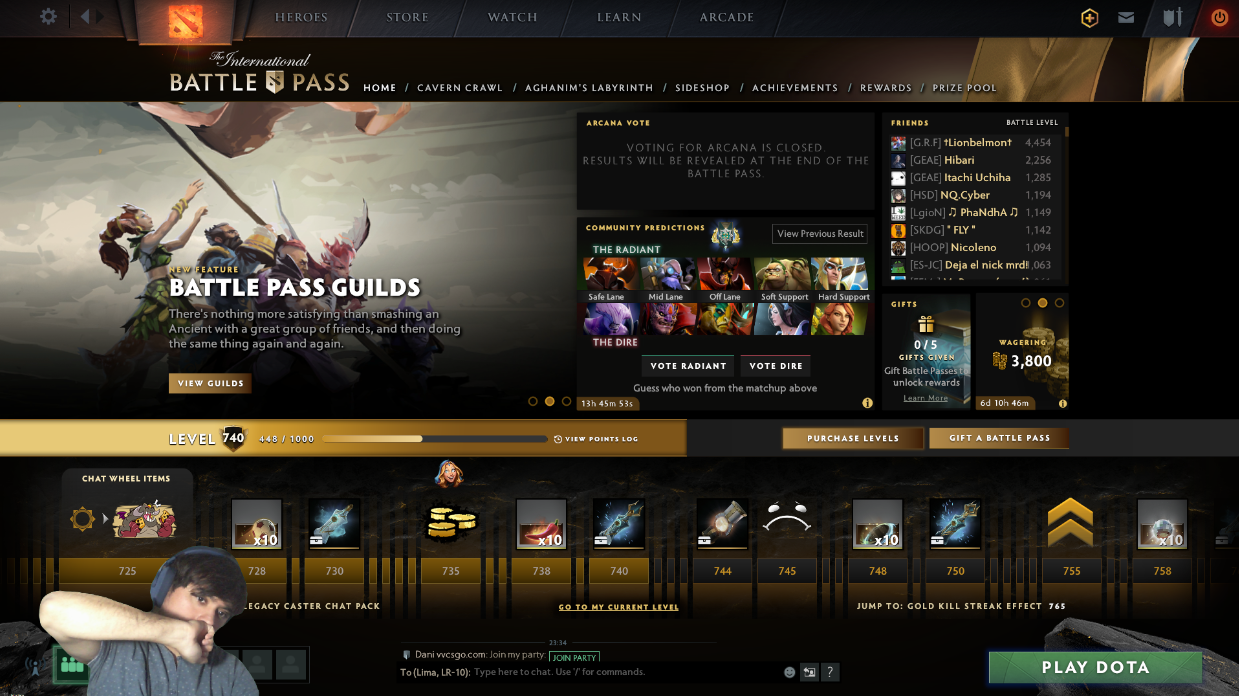 HEROES
STORE
WATCH
LEARN
ARCADE
The International
BATTLE PASS
HOME / CAVERN CRAWL / AGHANIM'S LABYRINTH / SIDESHOP / ACHIEVEMENTS / REWARDS / PRIZE POOL
NEW FEATURE
BATTLE PASS GUILDS
There's nothing more satisfying than smashing an
Ancient with a great group of friends, and then doing
the same thing again and again.
VIEW GUILDS
ARCANA VOTE
VOTING FOR ARCANA IS CLOSED.
RESULTS WILL BE REVEALED AT THE END OF THE
BATTLE PASS.
COMMUNITY PREDICTIONS
View Previous Result
THE RADIANT
Safe Lane
Mid Lane
Off Lane
Soft Support
Hard Support
THE DIRE
VOTE RADIANT
VOTE DIRE
Guess who won from the matchup above
13h 45m 53s
FRIENDS
BATTLE LEVEL
[G.R.F] †Lionbelmon† 4,454
[GEAE] Hibari 2,256
[GEAE] Itachi Uchiha 1,285
[HSD] NQ.Cyber 1,194
[LgioN] ♫ PhaNdhA ♫ 1,149
[SKDG] " FLY " 1,142
[HOOP] Nicoleno 1,094
[ES-JC] Deja el nick mrd!! ,063
GIFTS
0 / 5
GIFTS GIVEN
Gift Battle Passes to
unlock rewards
Learn More
WAGERING
3,800
6d 10h 46m
LEVEL 740
448 / 1000
VIEW POINTS LOG
PURCHASE LEVELS
GIFT A BATTLE PASS
CHAT WHEEL ITEMS
x10
x10
x10
x10
725
728
730
735
738
740
744
745
748
750
755
758
LEGACY CASTER CHAT PACK
GO TO MY CURRENT LEVEL
JUMP TO: GOLD KILL STREAK EFFECT 765
23:34
Dani vvcsgo.com: Join my party: JOIN PARTY
To (Lima, LR-10): Type here to chat. Use '/' for commands.
?
PLAY DOTA